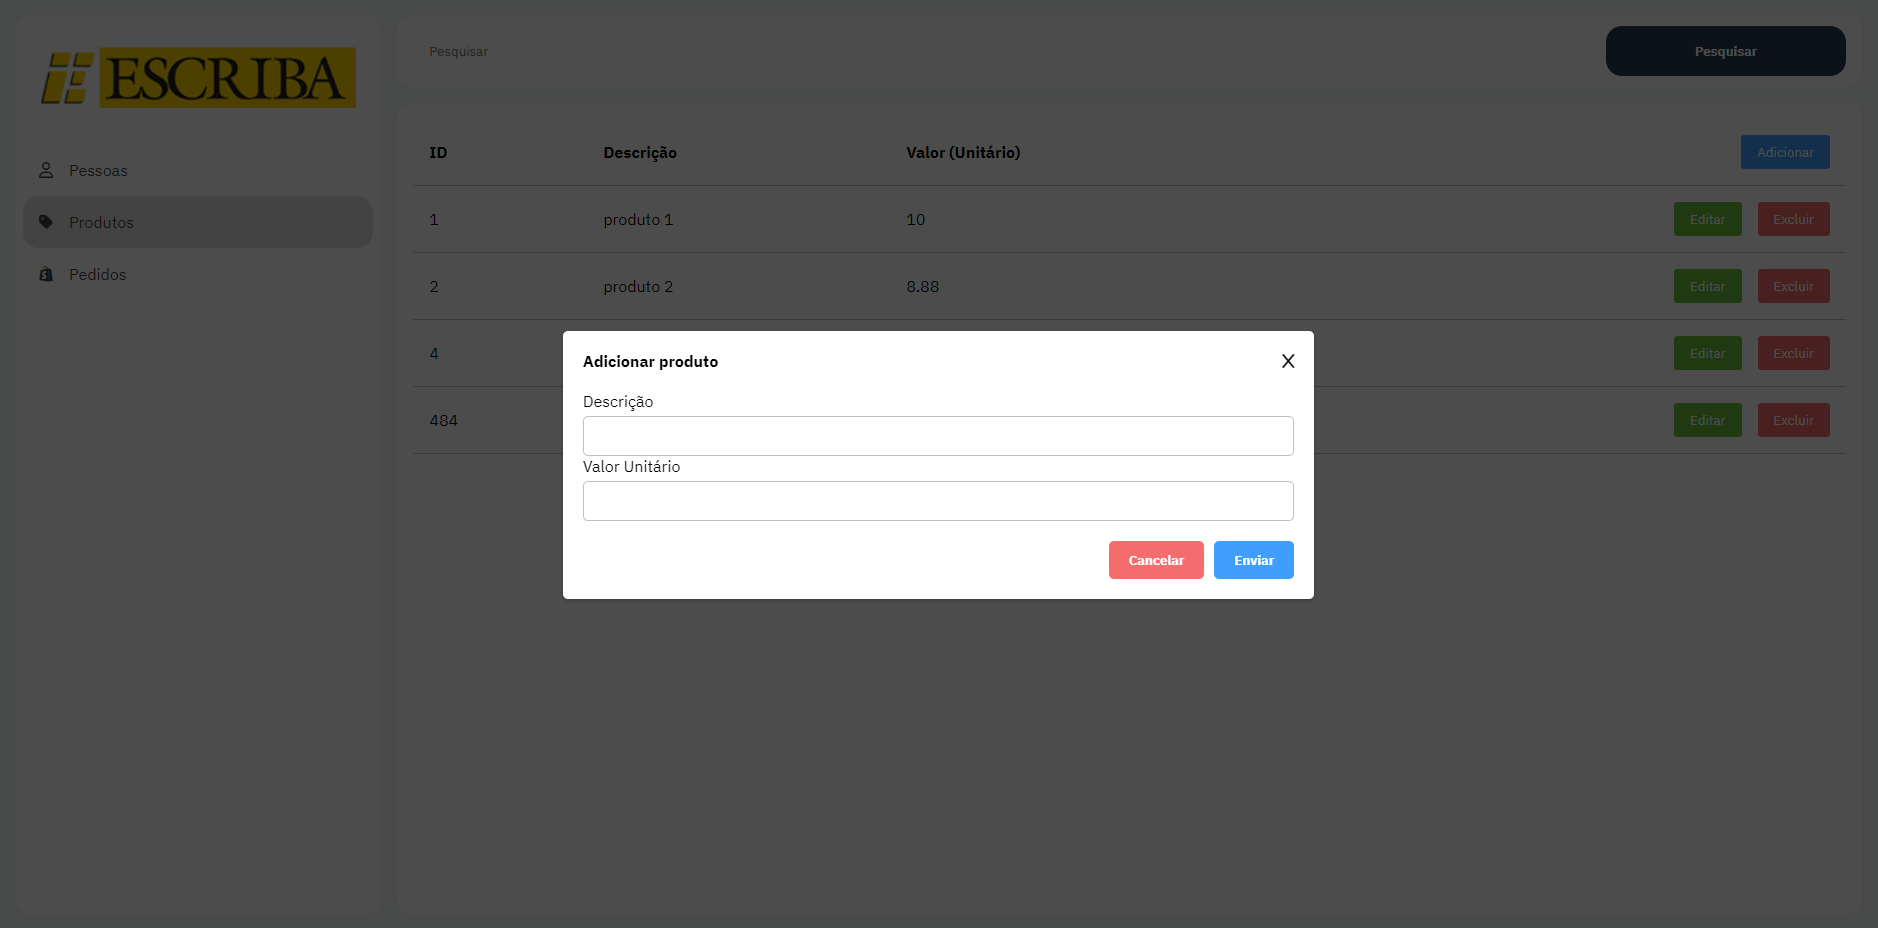 ESCRIBA
Pessoas
Produtos
Pedidos
Pesquisar Pesquisar
ID Descrição Valor (Unitário) Adicionar
1 produto 1 10 Editar Excluir
2 produto 2 8.88 Editar Excluir
4 Editar Excluir
484 Editar Excluir
Adicionar produto X
Descrição
Valor Unitário
Cancelar Enviar